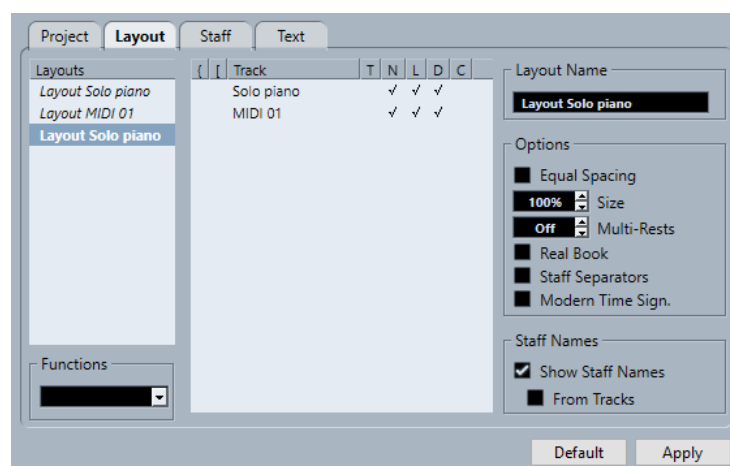 Project Layout Staff Text
Layouts
Layout Solo piano
Layout MIDI 01
Layout Solo piano
Functions
{ [ Track T N L D C
Solo piano √ √ √
MIDI 01 √ √ √
Layout Name
Layout Solo piano
Options
Equal Spacing
100% Size
Off Multi-Rests
Real Book
Staff Separators
Modern Time Sign.
Staff Names
Show Staff Names
From Tracks
Default Apply